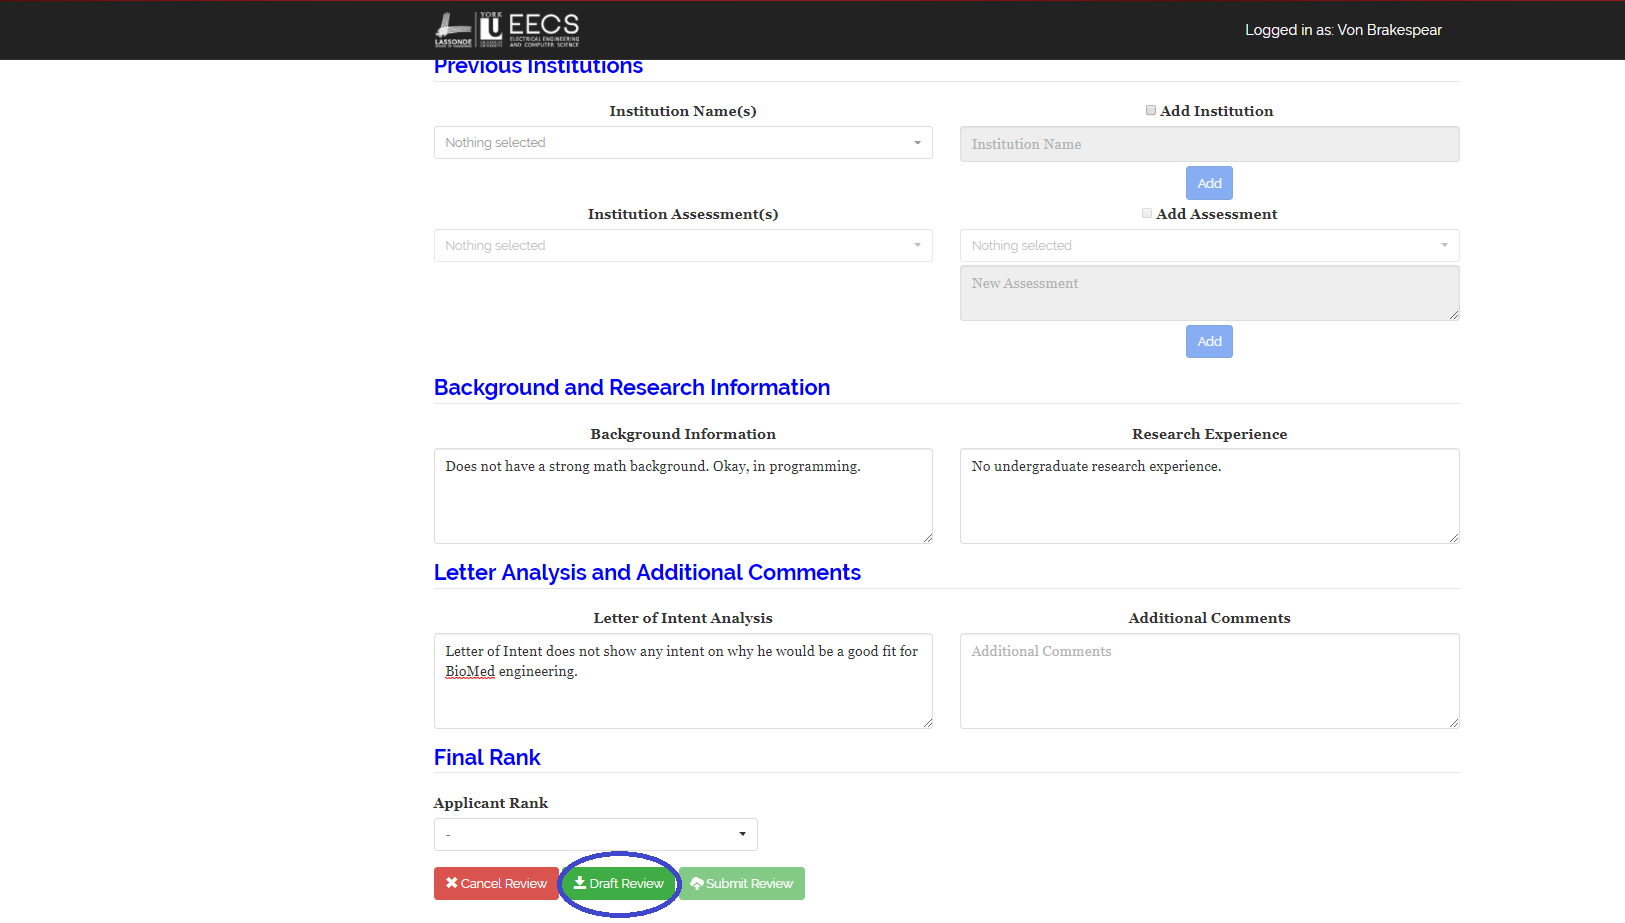 LASSONDE
YORK
U
EECS
ELECTRICAL ENGINEERING
AND COMPUTER SCIENCE
Logged in as: Von Brakespear
Previous Institutions
Institution Name(s)
Add Institution
Nothing selected
Institution Name
Add
Institution Assessment(s)
Add Assessment
Nothing selected
Nothing selected
New Assessment
Add
Background and Research Information
Background Information
Research Experience
Does not have a strong math background. Okay, in programming.
No undergraduate research experience.
Letter Analysis and Additional Comments
Letter of Intent Analysis
Additional Comments
Letter of Intent does not show any intent on why he would be a good fit for
BioMed engineering.
Additional Comments
Final Rank
Applicant Rank
-
Cancel Review
Draft Review
Submit Review